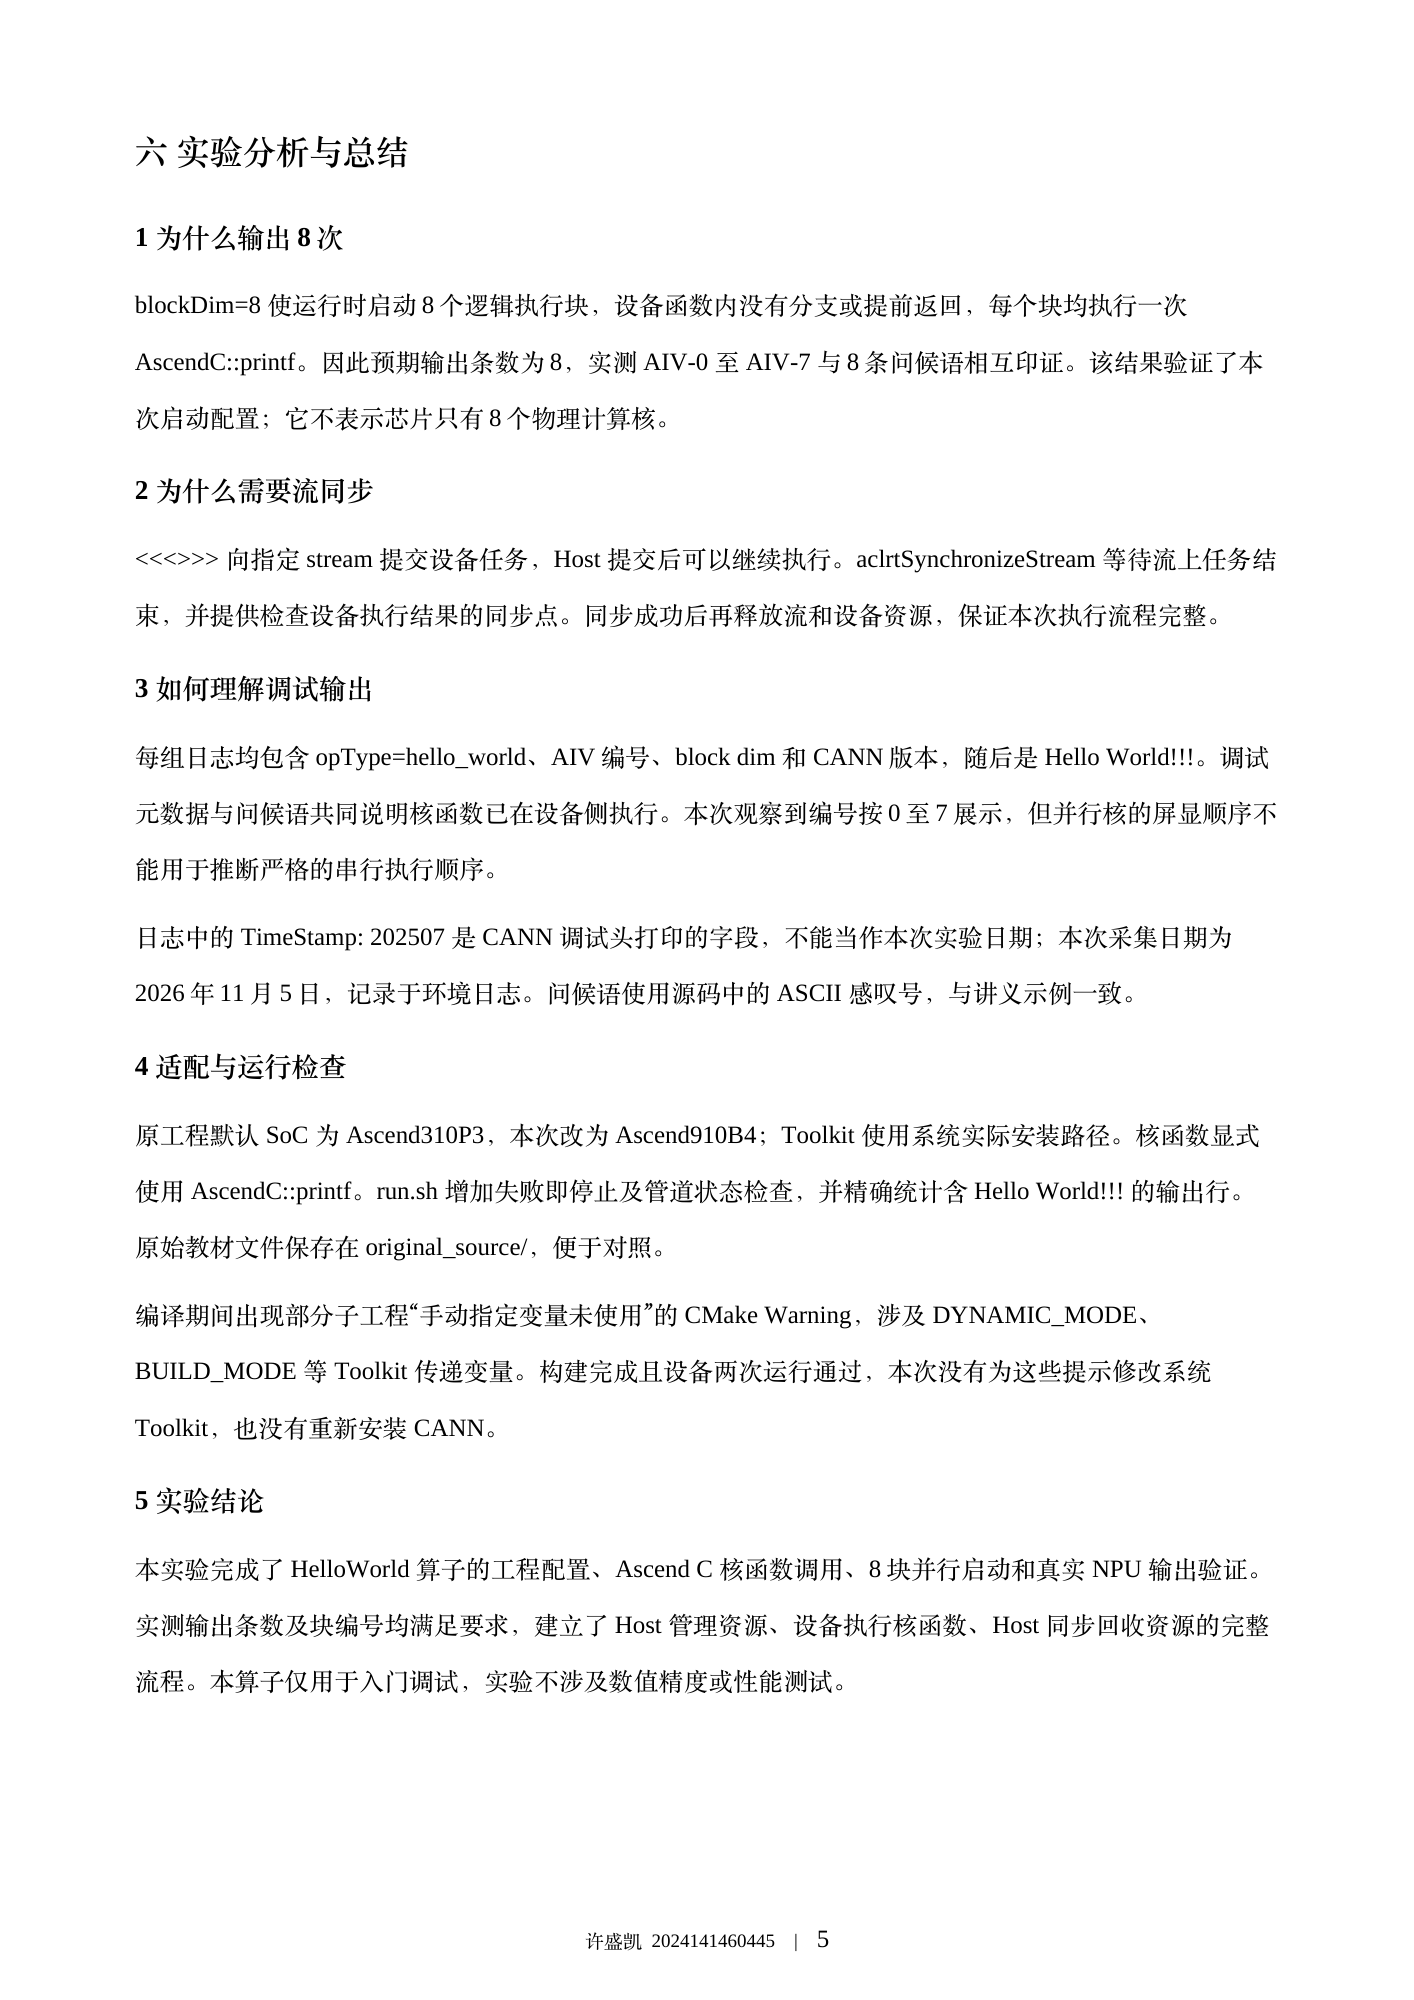 六 实验分析与总结
1 为什么输出 8 次
blockDim=8 使运行时启动 8 个逻辑执行块，设备函数内没有分支或提前返回，每个块均执行一次
AscendC::printf。因此预期输出条数为 8，实测 AIV-0 至 AIV-7 与 8 条问候语相互印证。该结果验证了本
次启动配置；它不表示芯片只有 8 个物理计算核。
2 为什么需要流同步
<<<>>> 向指定 stream 提交设备任务，Host 提交后可以继续执行。aclrtSynchronizeStream 等待流上任务结
束，并提供检查设备执行结果的同步点。同步成功后再释放流和设备资源，保证本次执行流程完整。
3 如何理解调试输出
每组日志均包含 opType=hello_world、AIV 编号、block dim 和 CANN 版本，随后是 Hello World!!!。调试
元数据与问候语共同说明核函数已在设备侧执行。本次观察到编号按 0 至 7 展示，但并行核的屏显顺序不
能用于推断严格的串行执行顺序。
日志中的 TimeStamp: 202507 是 CANN 调试头打印的字段，不能当作本次实验日期；本次采集日期为
2026 年 11 月 5 日，记录于环境日志。问候语使用源码中的 ASCII 感叹号，与讲义示例一致。
4 适配与运行检查
原工程默认 SoC 为 Ascend310P3，本次改为 Ascend910B4；Toolkit 使用系统实际安装路径。核函数显式
使用 AscendC::printf。run.sh 增加失败即停止及管道状态检查，并精确统计含 Hello World!!! 的输出行。
原始教材文件保存在 original_source/，便于对照。
编译期间出现部分子工程“手动指定变量未使用”的 CMake Warning，涉及 DYNAMIC_MODE、
BUILD_MODE 等 Toolkit 传递变量。构建完成且设备两次运行通过，本次没有为这些提示修改系统
Toolkit，也没有重新安装 CANN。
5 实验结论
本实验完成了 HelloWorld 算子的工程配置、Ascend C 核函数调用、8 块并行启动和真实 NPU 输出验证。
实测输出条数及块编号均满足要求，建立了 Host 管理资源、设备执行核函数、Host 同步回收资源的完整
流程。本算子仅用于入门调试，实验不涉及数值精度或性能测试。
许盛凯 2024141460445 | 5